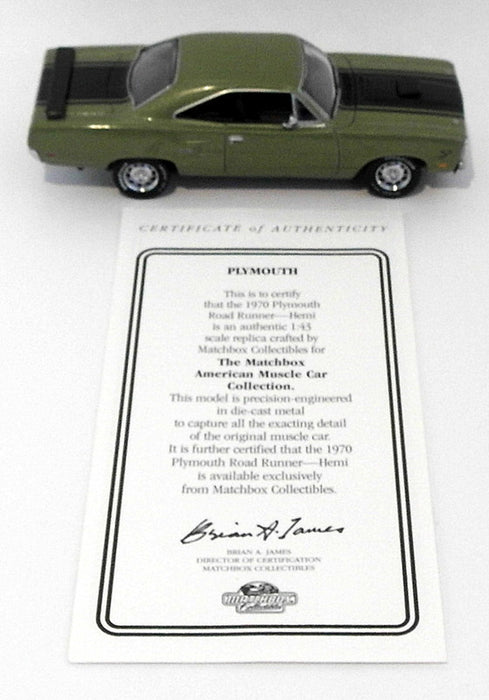 CERTIFICATE of AUTHENTICITY
PLYMOUTH
This is to certify
that the 1970 Plymouth
Road Runner—Hemi
is an authentic 1:43
scale replica crafted by
Matchbox Collectibles for
The Matchbox
American Muscle Car
Collection.
This model is precision-engineered
in die-cast metal
to capture all the exacting detail
of the original muscle car.
It is further certified that the 1970
Plymouth Road Runner—Hemi
is available exclusively
from Matchbox Collectibles.
Brian A. James
BRIAN A. JAMES
DIRECTOR OF CERTIFICATION
MATCHBOX COLLECTIBLES
MATCHBOX
Collectibles